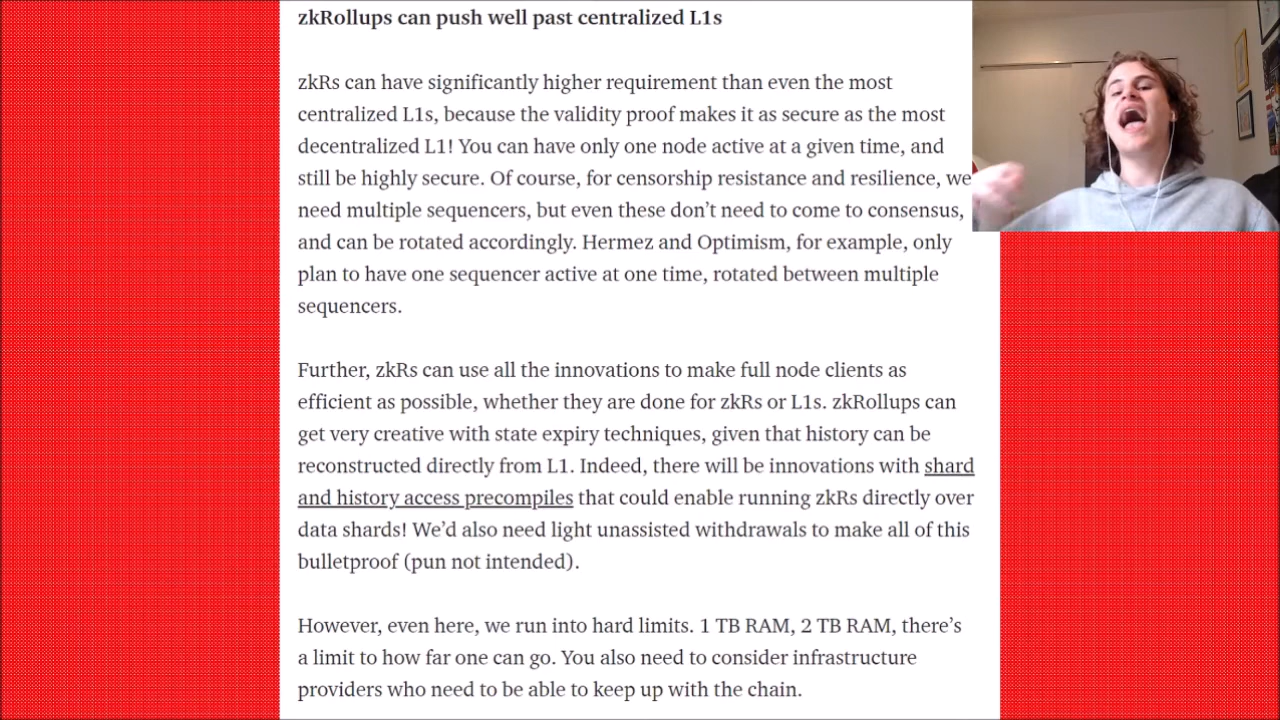 zkRollups can push well past centralized L1s
zkRs can have significantly higher requirement than even the most
centralized L1s, because the validity proof makes it as secure as the most
decentralized L1! You can have only one node active at a given time, and
still be highly secure. Of course, for censorship resistance and resilience, we
need multiple sequencers, but even these don’t need to come to consensus,
and can be rotated accordingly. Hermez and Optimism, for example, only
plan to have one sequencer active at one time, rotated between multiple
sequencers.
Further, zkRs can use all the innovations to make full node clients as
efficient as possible, whether they are done for zkRs or L1s. zkRollups can
get very creative with state expiry techniques, given that history can be
reconstructed directly from L1. Indeed, there will be innovations with shard
and history access precompiles that could enable running zkRs directly over
data shards! We’d also need light unassisted withdrawals to make all of this
bulletproof (pun not intended).
However, even here, we run into hard limits. 1 TB RAM, 2 TB RAM, there’s
a limit to how far one can go. You also need to consider infrastructure
providers who need to be able to keep up with the chain.